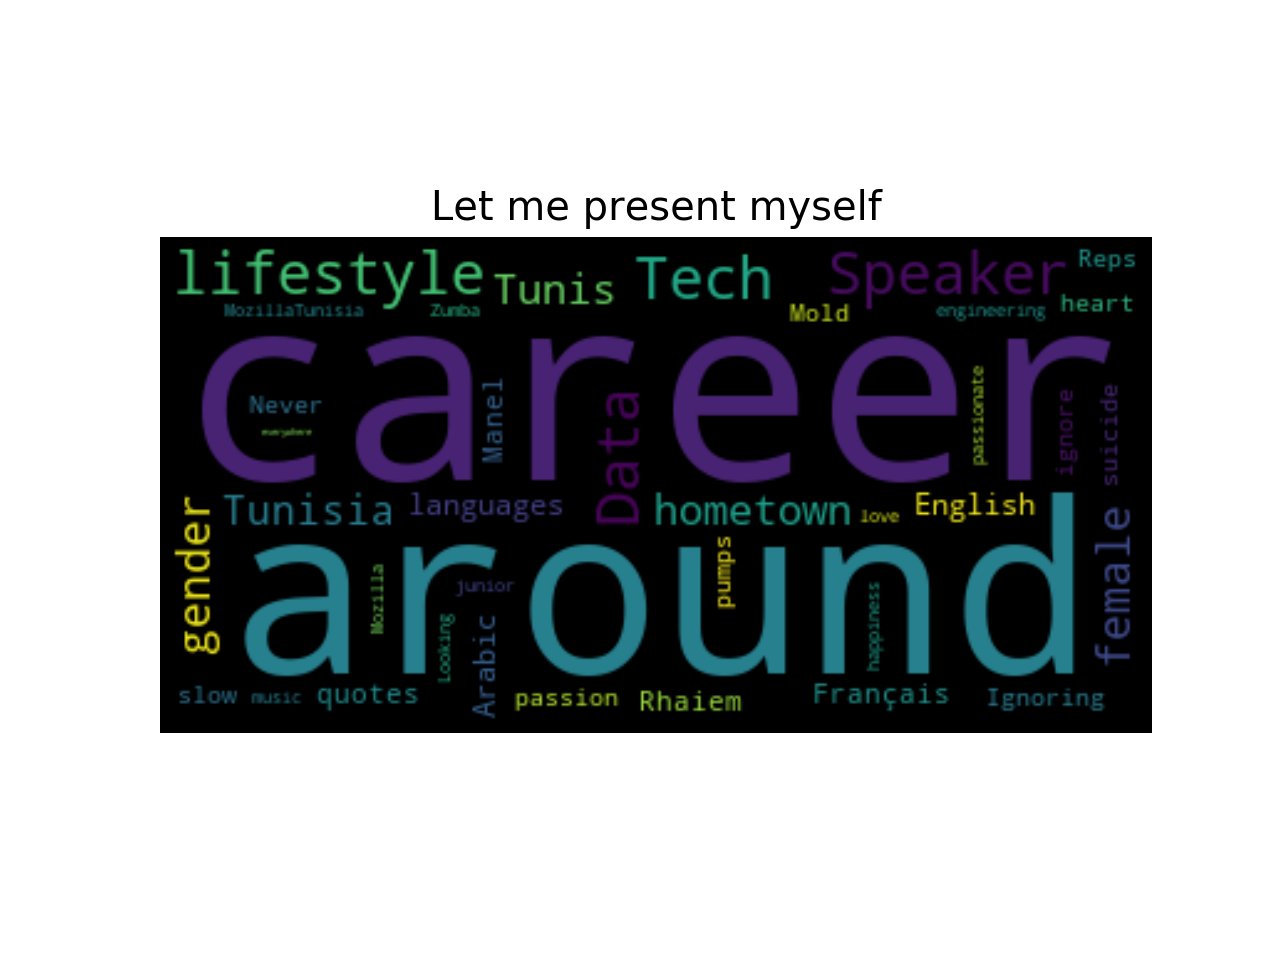 Let me present myself
lifestyle
Tunis
Tech
Speaker
Reps
MozillaTunisia
Zumba
Mold
engineering
heart
career
Never
everywhere
Manel
Data
passionate
ignore
suicide
gender
Tunisia
languages
hometown
love
English
female
around
Mozilla
junior
Looking
Arabic
pumps
happiness
slow
music
quotes
passion
Rhaiem
Français
Ignoring